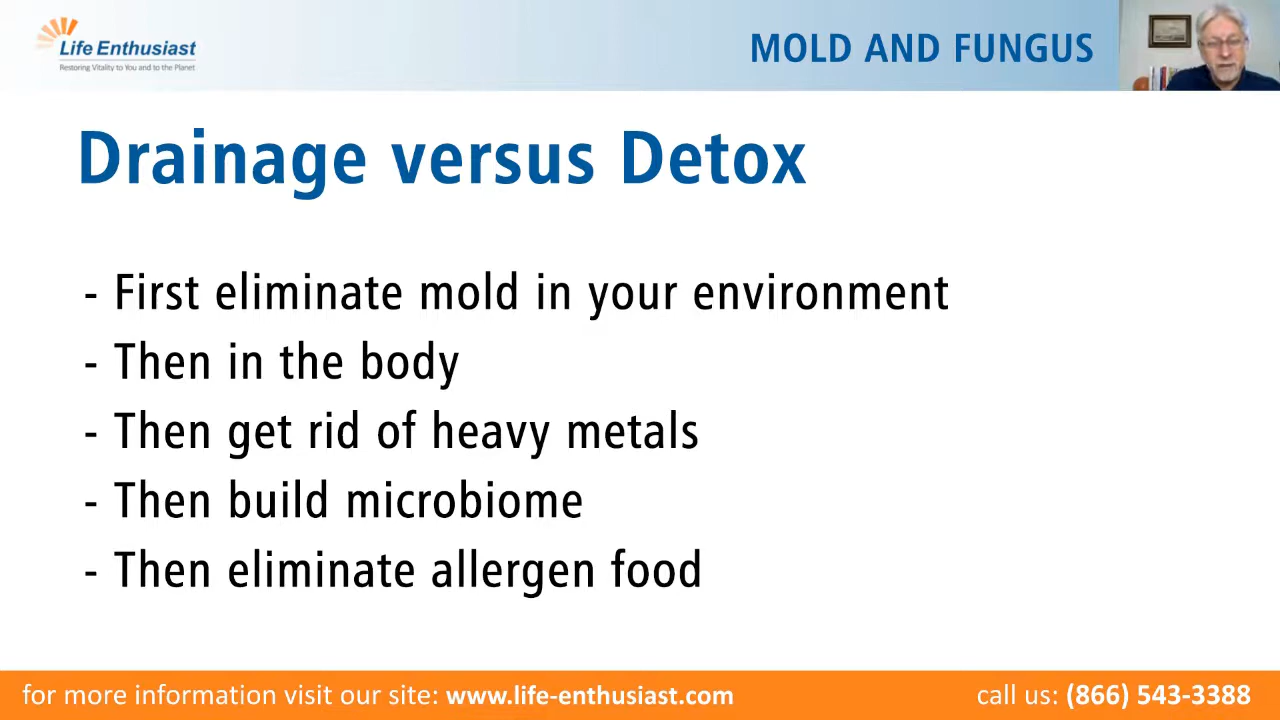 Life Enthusiast
Restoring Vitality to You and to the Planet
MOLD AND FUNGUS
Drainage versus Detox
- First eliminate mold in your environment
- Then in the body
- Then get rid of heavy metals
- Then build microbiome
- Then eliminate allergen food
for more information visit our site: www.life-enthusiast.com
call us: (866) 543-3388